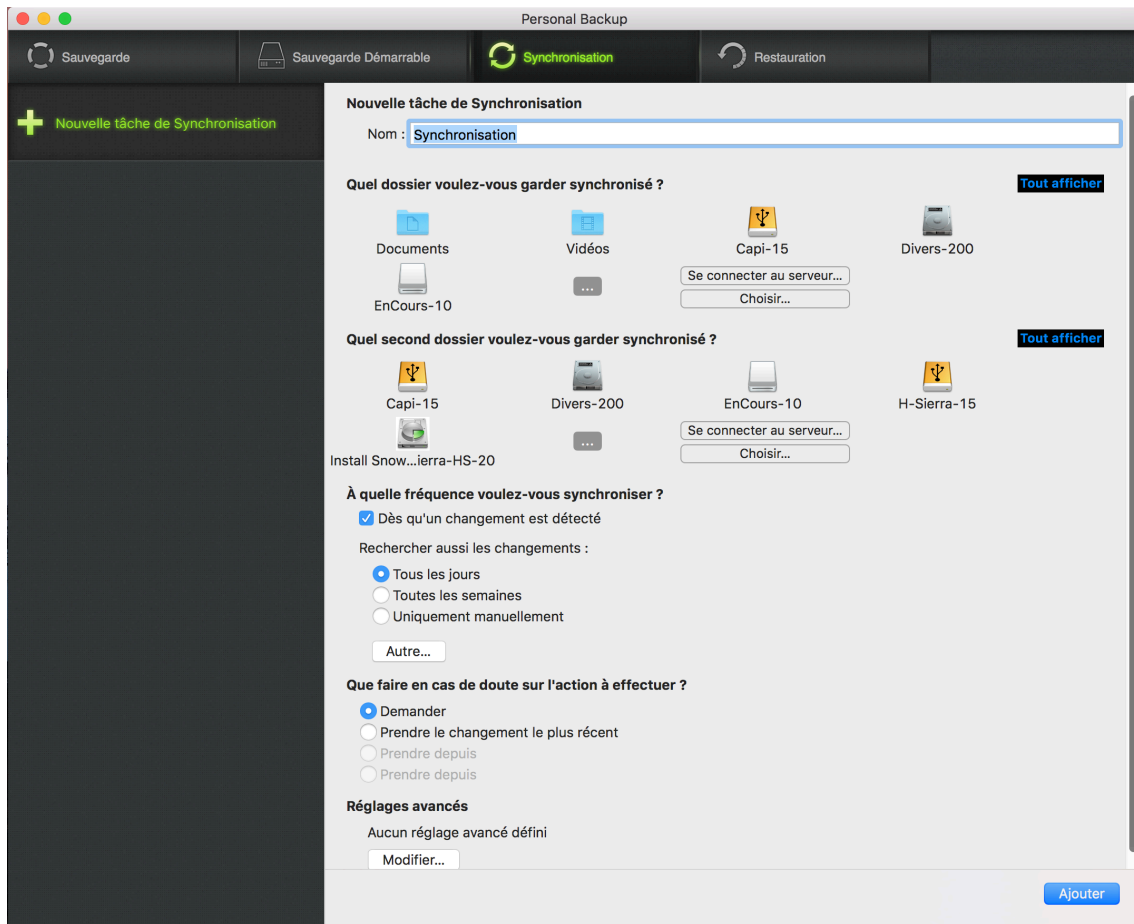 Personal Backup
Sauvegarde
Sauvegarde Démarrable
Synchronisation
Restauration
Nouvelle tâche de Synchronisation
Nouvelle tâche de Synchronisation
Nom : Synchronisation
Quel dossier voulez-vous garder synchronisé ?
Tout afficher
Documents
Vidéos
Capi-15
Divers-200
EnCours-10
...
Se connecter au serveur...
Choisir...
Quel second dossier voulez-vous garder synchronisé ?
Tout afficher
Capi-15
Divers-200
EnCours-10
H-Sierra-15
Install Snow...ierra-HS-20
...
Se connecter au serveur...
Choisir...
À quelle fréquence voulez-vous synchroniser ?
Dès qu'un changement est détecté
Rechercher aussi les changements :
Tous les jours
Toutes les semaines
Uniquement manuellement
Autre...
Que faire en cas de doute sur l'action à effectuer ?
Demander
Prendre le changement le plus récent
Prendre depuis
Prendre depuis
Réglages avancés
Aucun réglage avancé défini
Modifier...
Ajouter